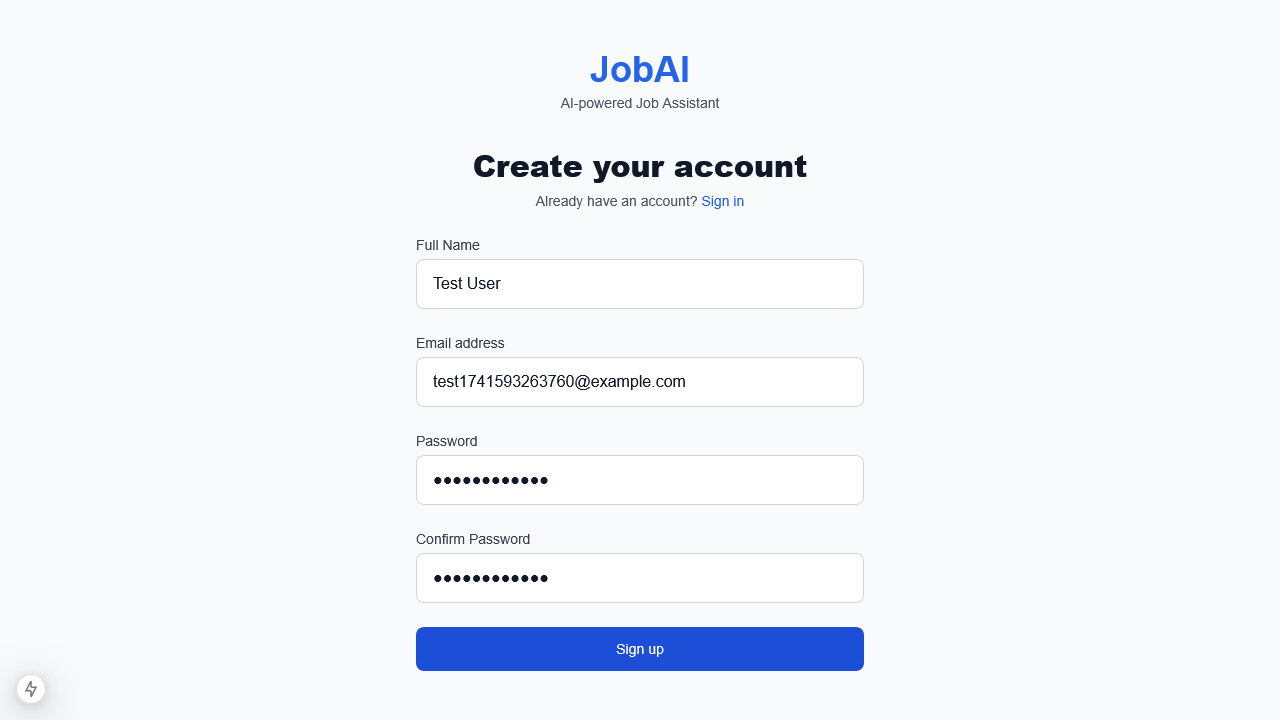 JobAI
AI-powered Job Assistant
Create your account
Already have an account? Sign in
Full Name
Test User
Email address
test1741593263760@example.com
Password
●●●●●●●●●●●●
Confirm Password
●●●●●●●●●●●●
Sign up